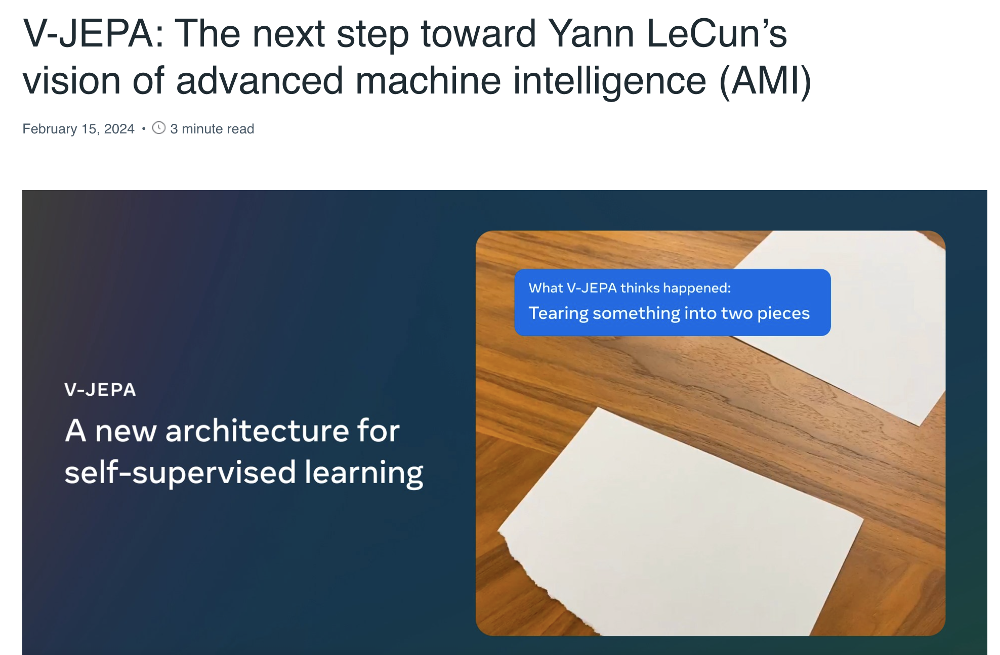 V-JEPA: The next step toward Yann LeCun’s
vision of advanced machine intelligence (AMI)
February 15, 2024 • 3 minute read
What V-JEPA thinks happened:
Tearing something into two pieces
V-JEPA
A new architecture for
self-supervised learning